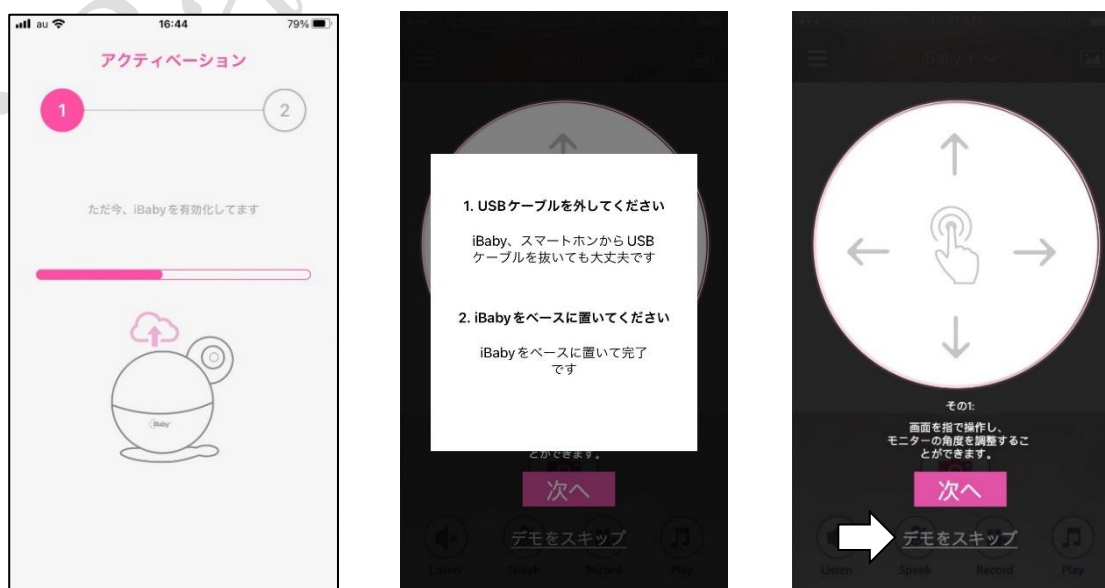 au
16:44
79%
アクティベーション
1
2
ただ今、iBabyを有効化してます
iBaby
1. USBケーブルを外してください
iBaby、スマートホンからUSB
ケーブルを抜いても大丈夫です
2. iBabyをベースに置いてください
iBabyをベースに置いて完了
です
とができます。
次へ
デモをスキップ
Listen
Speak
Record
Play
その1:
画面を指で操作し、
モニターの角度を調整するこ
とができます。
次へ
デモをスキップ
Listen
Speak
Record
Play